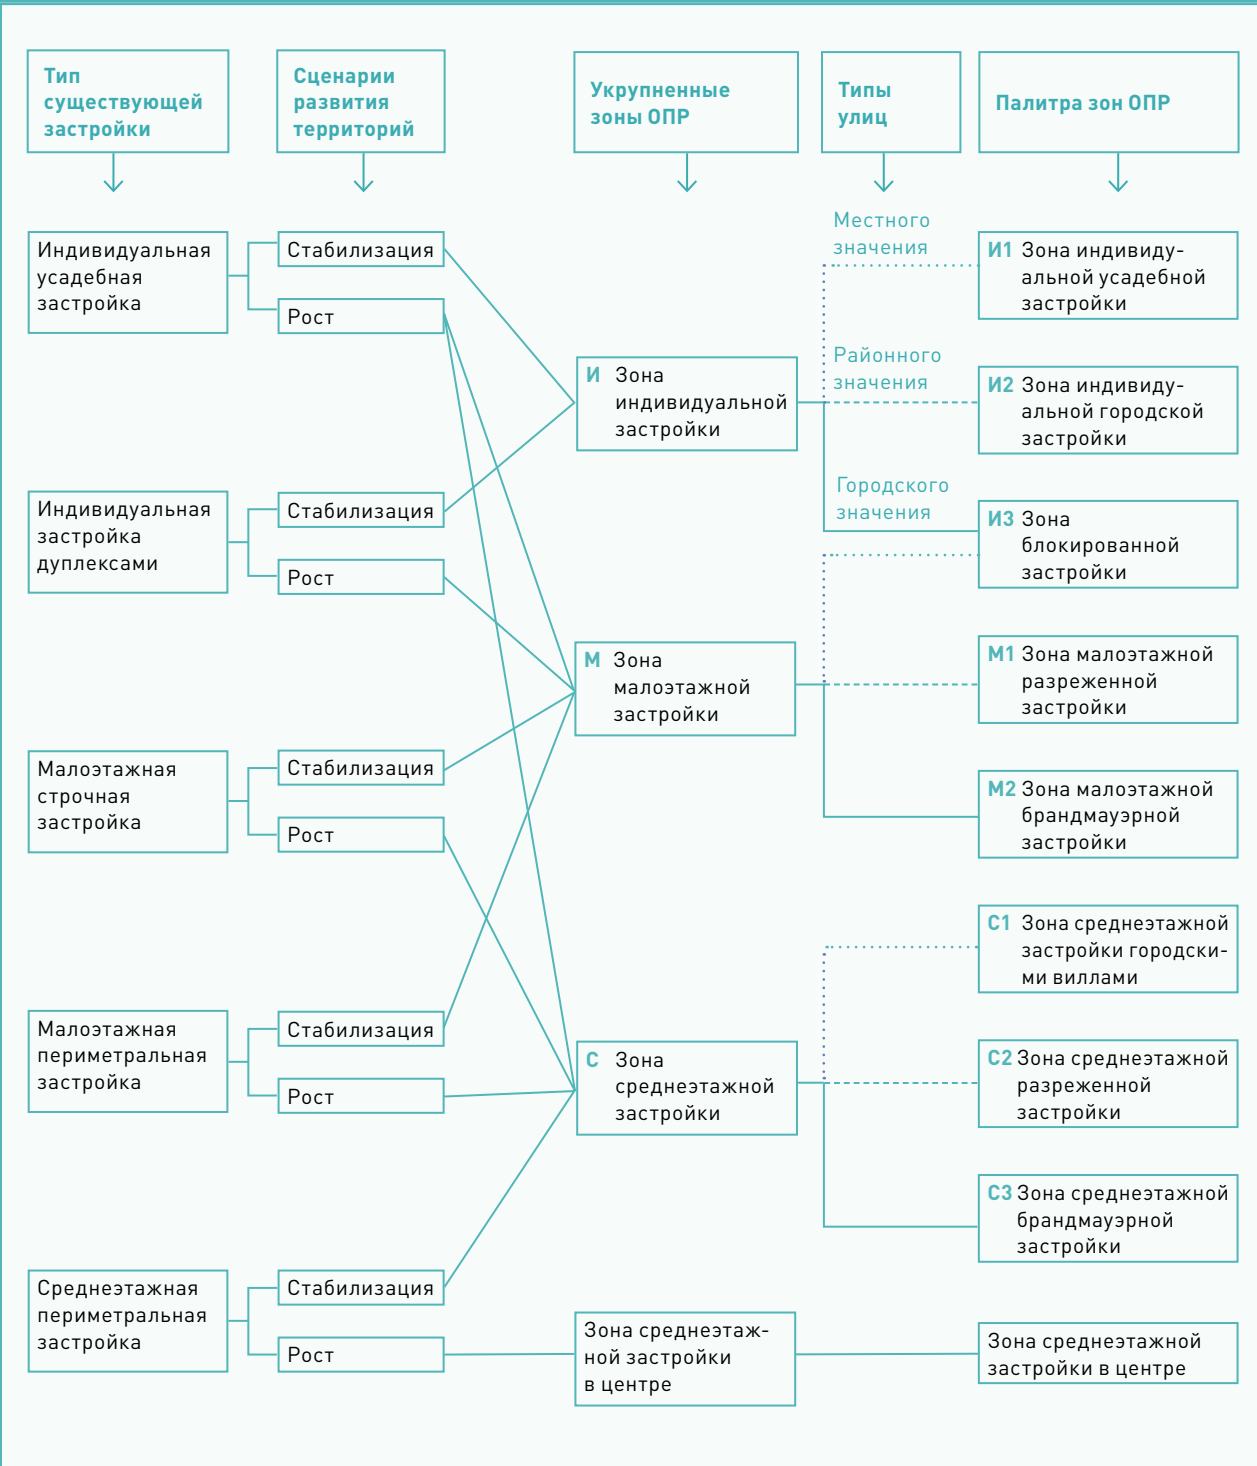 Тип
существующей
застройки
Сценарии
развития
территорий
Укрупненные
зоны ОПР
Типы
улиц
Палитра зон ОПР
Индивидуальная
усадебная
застройка
Стабилизация
Рост
Индивидуальная
застройка
дуплексами
Стабилизация
Рост
Малоэтажная
строчная
застройка
Стабилизация
Рост
Малоэтажная
периметральная
застройка
Стабилизация
Рост
Среднеэтажная
периметральная
застройка
Стабилизация
Рост
И Зона
индивидуальной
застройки
М Зона
малоэтажной
застройки
С Зона
среднеэтажной
застройки
Зона среднеэтаж-
ной застройки
в центре
Местного
значения
Районного
значения
Городского
значения
И1 Зона индивиду-
альной усадебной
застройки
И2 Зона индивиду-
альной городской
застройки
И3 Зона
блокированной
застройки
М1 Зона малоэтажной
разреженной
застройки
М2 Зона малоэтажной
брандмауэрной
застройки
С1 Зона среднеэтажной
застройки городски-
ми виллами
С2 Зона среднеэтажной
разреженной
застройки
С3 Зона среднеэтажной
брандмауэрной
застройки
Зона среднеэтажной
застройки в центре